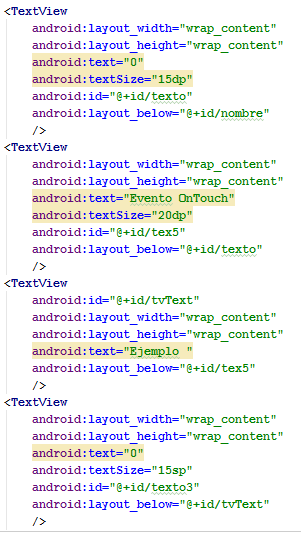 <TextView
android:layout_width="wrap_content"
android:layout_height="wrap_content"
android:text="0"
android:textSize="15dp"
android:id="@+id/texto"
android:layout_below="@+id/nombre"
/>
<TextView
android:layout_width="wrap_content"
android:layout_height="wrap_content"
android:text="Evento OnTouch"
android:textSize="20dp"
android:id="@+id/tex5"
android:layout_below="@+id/texto"
/>
<TextView
android:id="@+id/tvText"
android:layout_width="wrap_content"
android:layout_height="wrap_content"
android:text="Ejemplo "
android:layout_below="@+id/tex5"
/>
<TextView
android:layout_width="wrap_content"
android:layout_height="wrap_content"
android:text="0"
android:textSize="15sp"
android:id="@+id/texto3"
android:layout_below="@+id/tvText"
/>